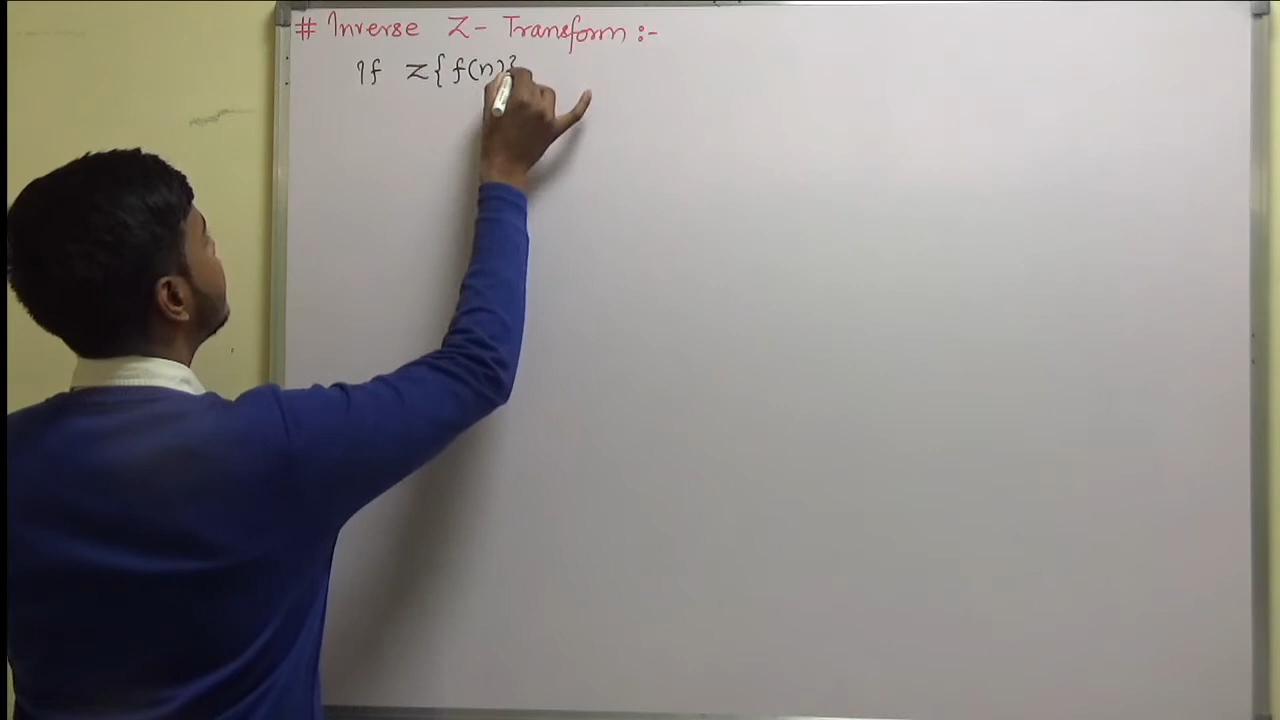 # Inverse Z- Transform :-
If Z{f(n)}